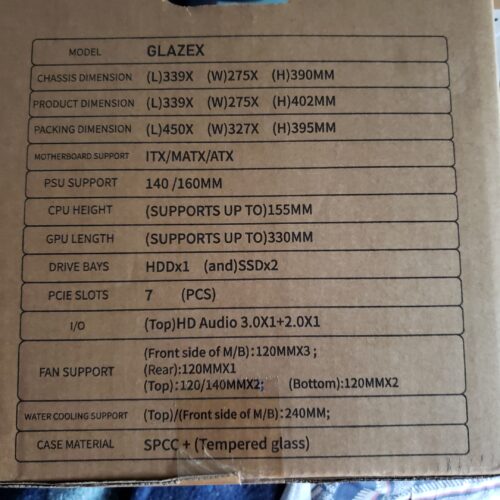 MODEL GLAZEX
CHASSIS DIMENSION (L)339X (W)275X (H)390MM
PRODUCT DIMENSION (L)339X (W)275X (H)402MM
PACKING DIMENSION (L)450X (W)327X (H)395MM
MOTHERBOARD SUPPORT ITX/MATX/ATX
PSU SUPPORT 140 /160MM
CPU HEIGHT (SUPPORTS UP TO)155MM
GPU LENGTH (SUPPORTS UP TO)330MM
DRIVE BAYS HDDx1 (and)SSDx2
PCIE SLOTS 7 (PCS)
I/O (Top)HD Audio 3.0X1+2.0X1
FAN SUPPORT (Front side of M/B):120MMX3 ;
(Rear):120MMX1
(Top):120/140MMX2; (Bottom):120MMX2
WATER COOLING SUPPORT (Top)/(Front side of M/B):240MM;
CASE MATERIAL SPCC + (Tempered glass)